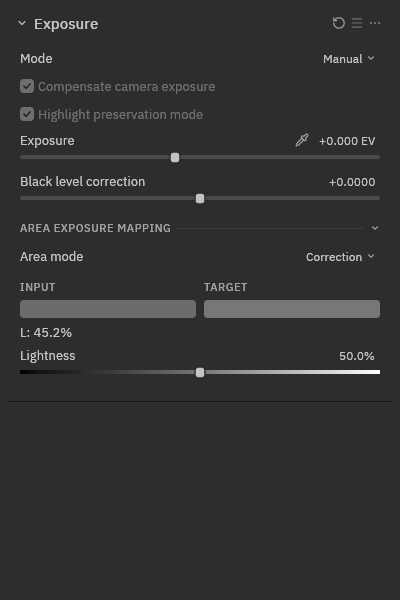 Exposure
Mode Manual
Compensate camera exposure
Highlight preservation mode
Exposure +0.000 EV
Black level correction +0.0000
AREA EXPOSURE MAPPING
Area mode Correction
INPUT TARGET
L: 45.2%
Lightness 50.0%